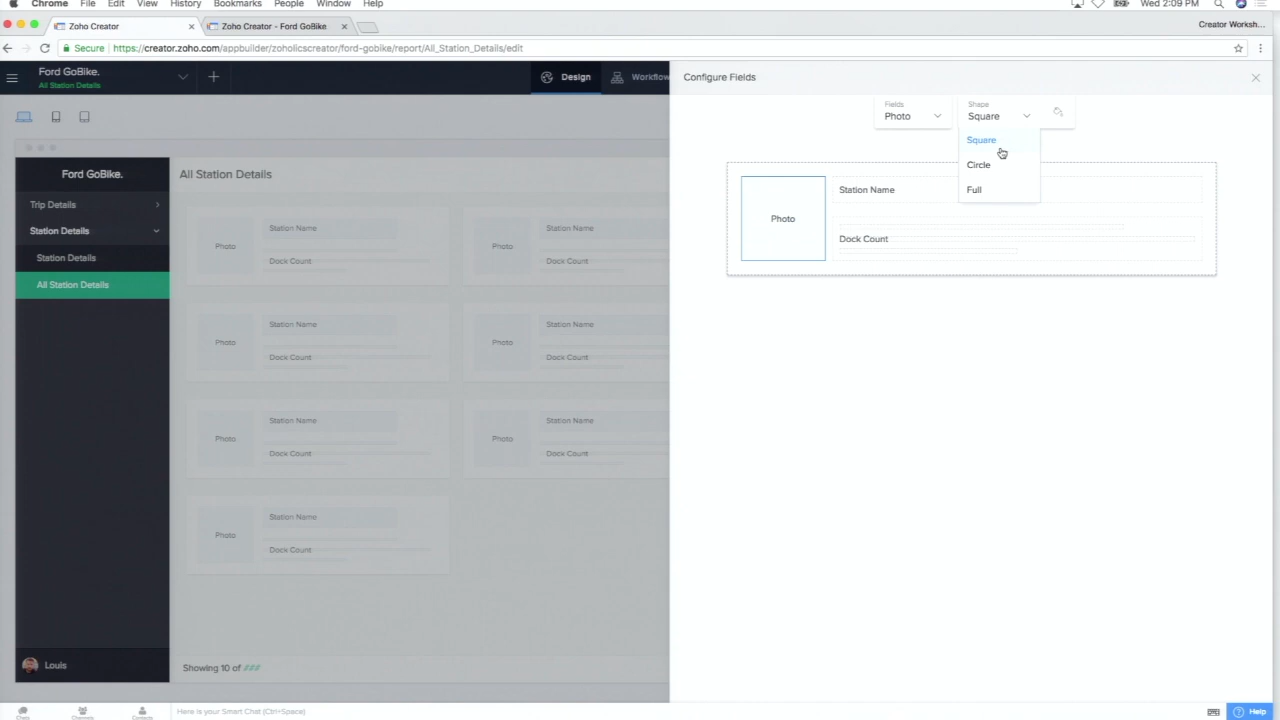 Chrome File Edit View History Bookmarks People Window Help Wed 2:09 PM
Zoho Creator Zoho Creator - Ford GoBike Creator Worksh...
Secure https://creator.zoho.com/appbuilder/zoholicscreator/ford-gobike/report/All_Station_Details/edit
Ford GoBike.
All Station Details
Design
Workflow
Configure Fields
Fields
Photo
Shape
Square
Square
Circle
Full
Photo
Station Name
Dock Count
Ford GoBike.
Trip Details
Station Details
Station Details
All Station Details
All Station Details
Photo Station Name Photo Station Name
Dock Count Dock Count
Photo Station Name Photo Station Name
Dock Count Dock Count
Photo Station Name Photo Station Name
Dock Count Dock Count
Photo Station Name
Dock Count
Louis
Showing 10 of ###
Chats Channels Contacts Here is your Smart Chat (Ctrl+Space)
Help